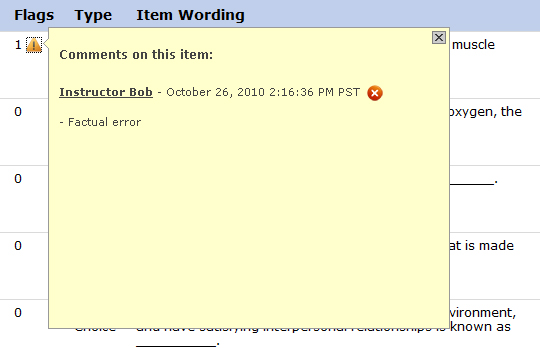 Flags Type Item Wording
1 muscle
Comments on this item:
Instructor Bob - October 26, 2010 2:16:36 PM PST
- Factual error
0 oxygen, the
0 ________.
0 at is made
0 vironment,
Choice and have satisfying interpersonal relationships is known as
__________.